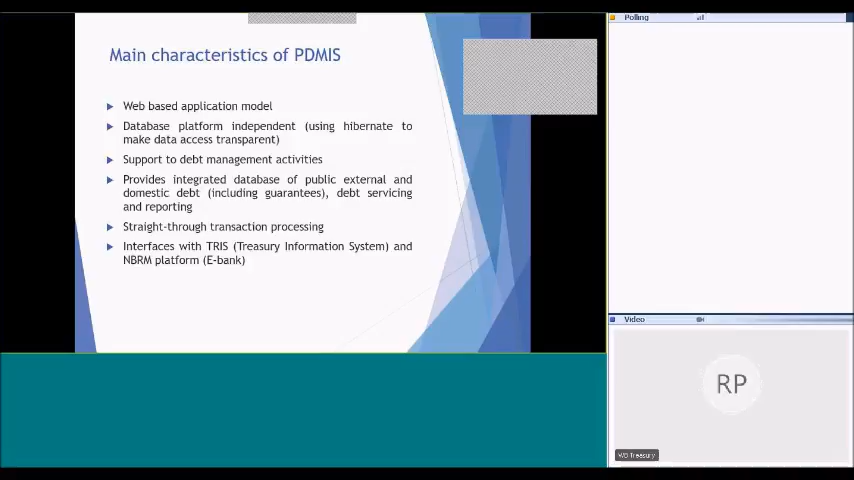 Polling
Main characteristics of PDMIS
Web based application model
Database platform independent (using hibernate to
make data access transparent)
Support to debt management activities
Provides integrated database of public external and
domestic debt (including guarantees), debt servicing
and reporting
Straight-through transaction processing
Interfaces with TRIS (Treasury Information System) and
NBRM platform (E-bank)
Video
RP
WB Treasury